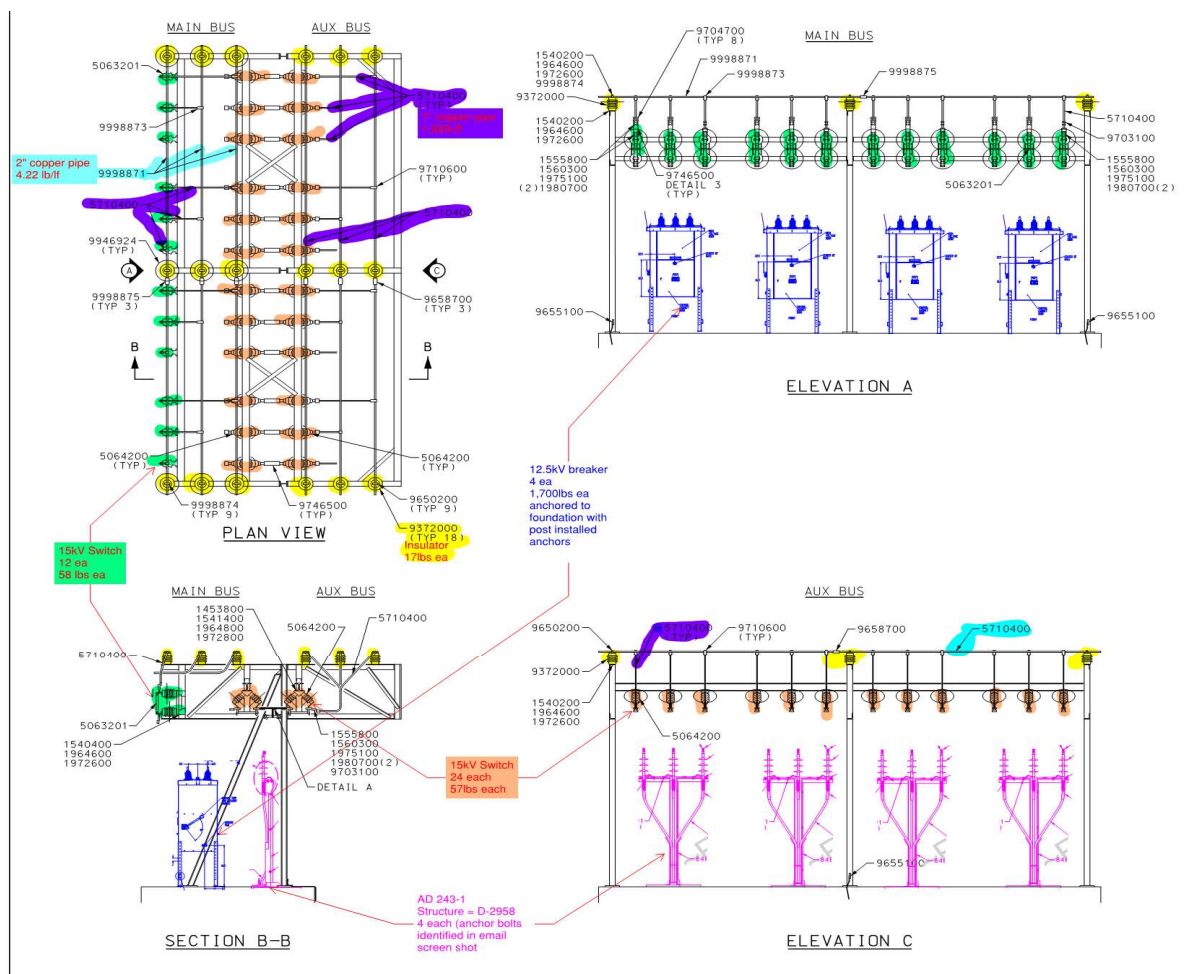 MAIN BUS
AUX BUS
5063201
5710400
(TYP)
1" copper pipe
9998873
2" copper pipe
4.22 lb/lf
9998871
9710600
(TYP)
5710400
5710400
9946924
(TYP)
A
C
9998875
(TYP 3)
9658700
(TYP 3)
B
B
5064200
(TYP)
5064200
(TYP)
9998874
(TYP 9)
9746500
(TYP)
9650200
(TYP 9)
9372000
(TYP 18)
Insulator
17lbs ea
PLAN VIEW
15kV Switch
12 ea
58 lbs ea
MAIN BUS
9704700
(TYP 8)
1540200
1964600
1972600
9998874
9998871
9998873
9998875
9372000
1540200
1964600
1972600
5710400
9703100
1555800
1560300
1975100
(2)1980700
9746500
DETAIL 3
(TYP)
5063201
1555800
1560300
1975100
1980700(2)
9655100
9655100
ELEVATION A
12.5kV breaker
4 ea
1,700lbs ea
anchored to
foundation with
post installed
anchors
MAIN BUS
AUX BUS
1453800
1541400
1964800
1972800
5064200
5710400
5710400
5063201
1540400
1964600
1972600
1555800
1560300
1975100
1980700(2)
9703100
DETAIL A
15kV Switch
24 each
57lbs each
SECTION B-B
AD 243-1
Structure = D-2958
4 each (anchor bolts
identified in email
screen shot
AUX BUS
9650200
5710400
(TYP)
9710600
(TYP)
9658700
5710400
9372000
1540200
1964600
1972600
5064200
9655100
ELEVATION C